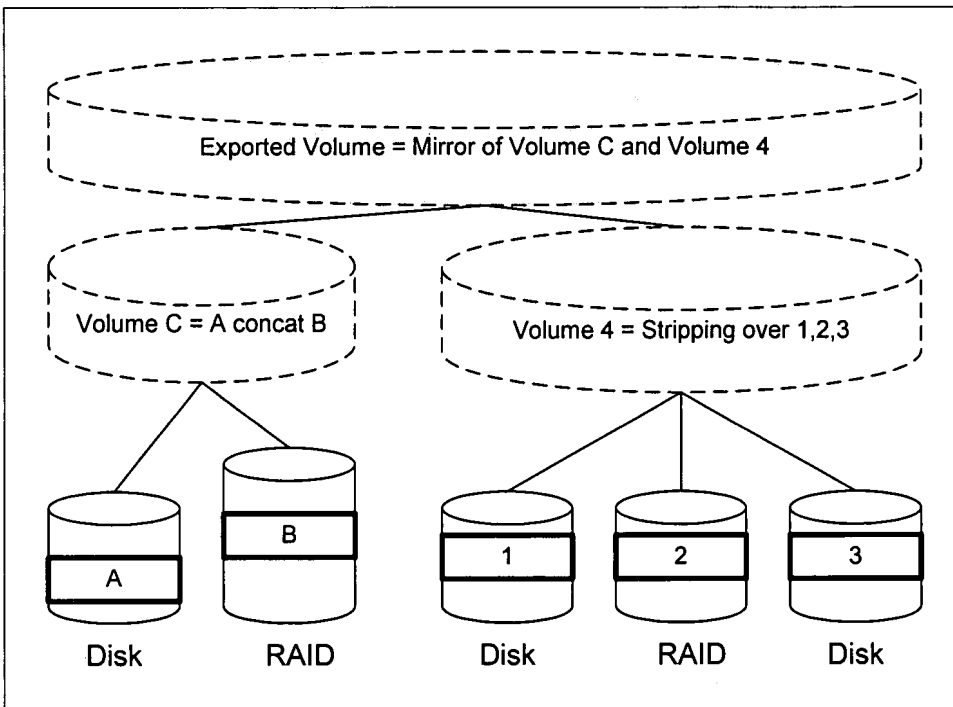 Exported Volume = Mirror of Volume C and Volume 4
Volume C = A concat B
Volume 4 = Stripping over 1,2,3
A
B
1
2
3
Disk
RAID
Disk
RAID
Disk